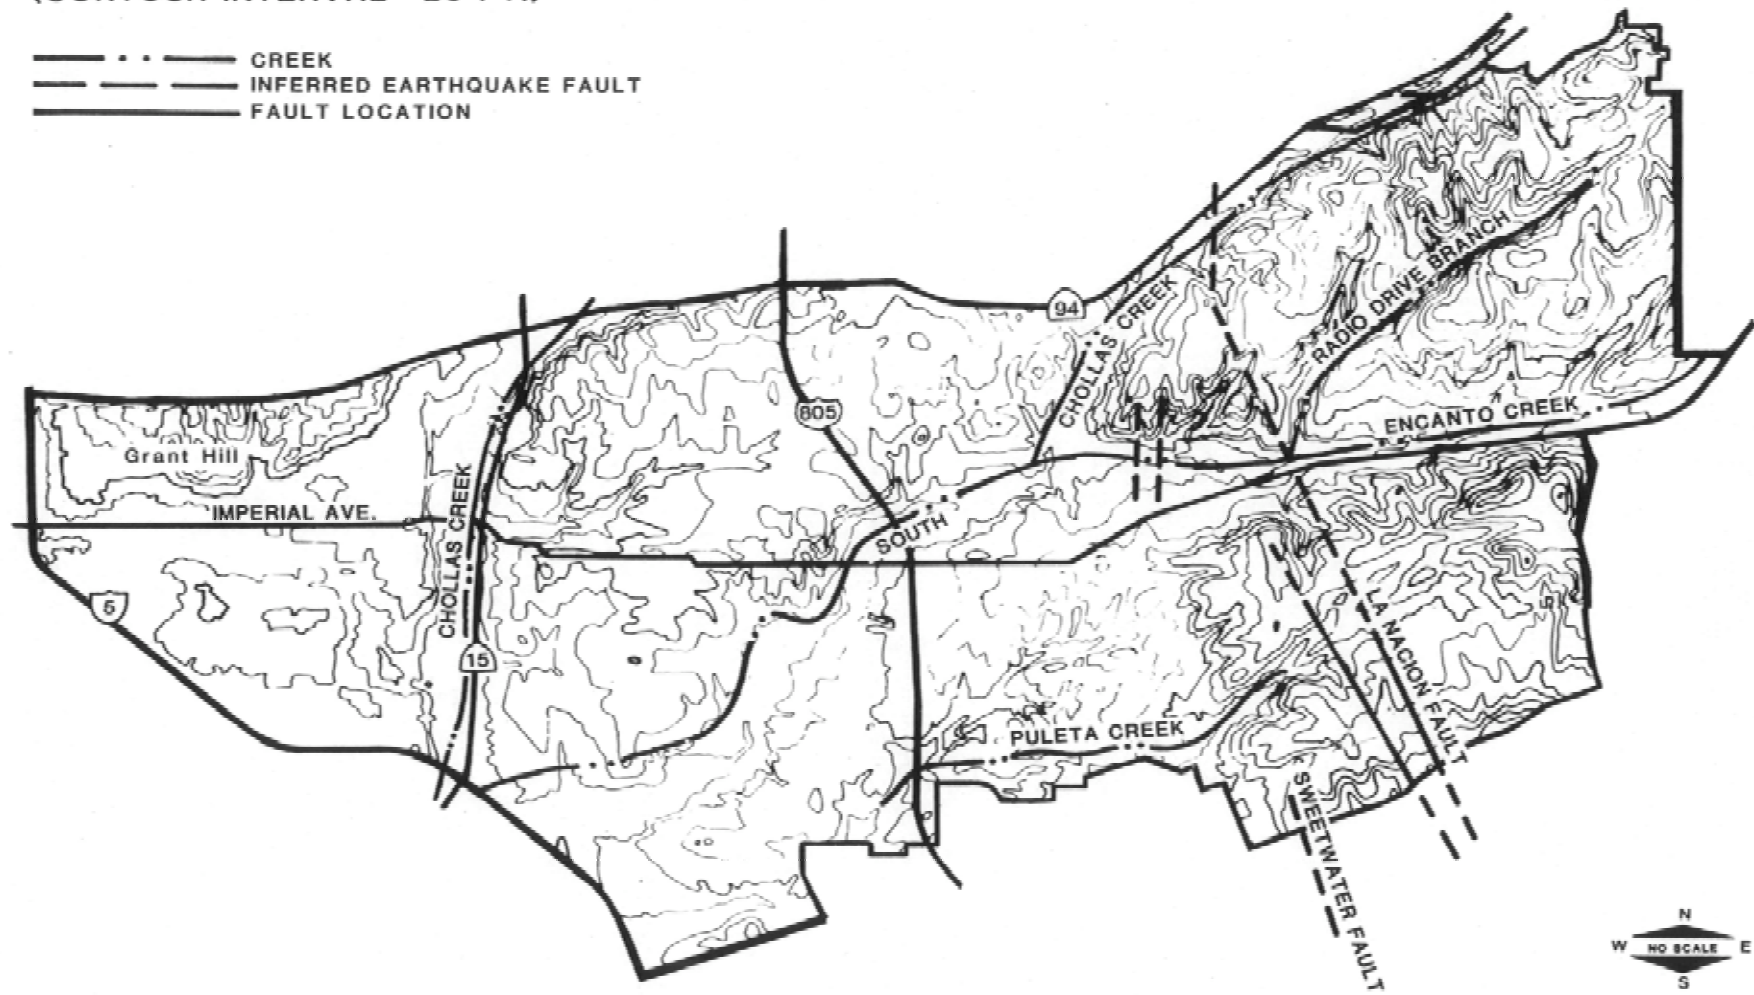 CREEK
INFERRED EARTHQUAKE FAULT
FAULT LOCATION
94
CHOLLAS CREEK
RADIO DRIVE BRANCH
805
ENCANTO CREEK
Grant Hill
IMPERIAL AVE.
CHOLLAS CREEK
SOUTH
5
15
LA NACION FAULT
PULETA CREEK
SWEETWATER FAULT
N
W NO SCALE E
S